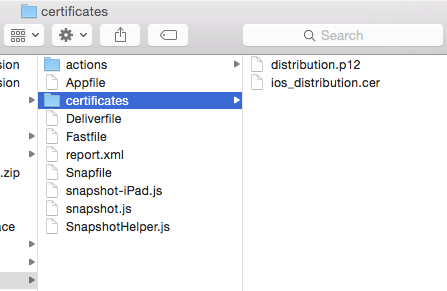 certificates
Search
sion
sion
.zip
ace
actions
Appfile
certificates
Deliverfile
Fastfile
report.xml
Snapfile
snapshot-iPad.js
snapshot.js
SnapshotHelper.js
distribution.p12
ios_distribution.cer